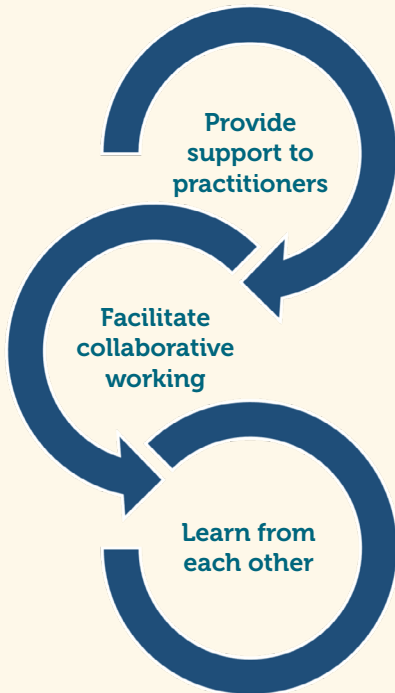 Provide
support to
practitioners
Facilitate
collaborative
working
Learn from
each other